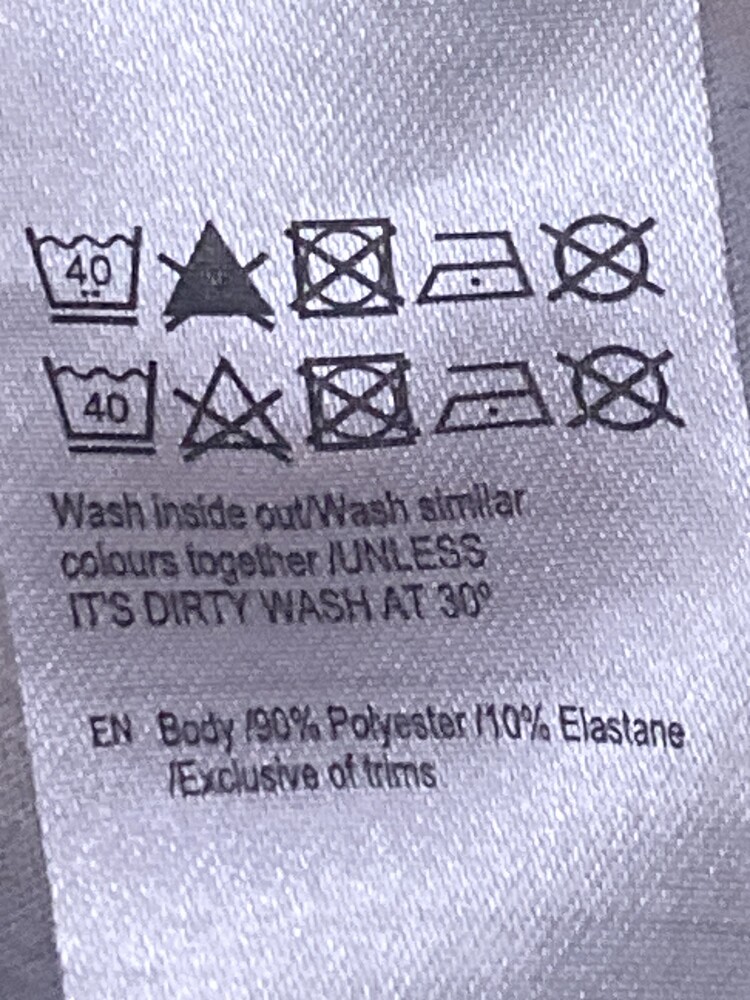 40
40
Wash inside out/Wash similar
colours together /UNLESS
IT'S DIRTY WASH AT 30º
EN Body /90% Polyester /10% Elastane
/Exclusive of trims